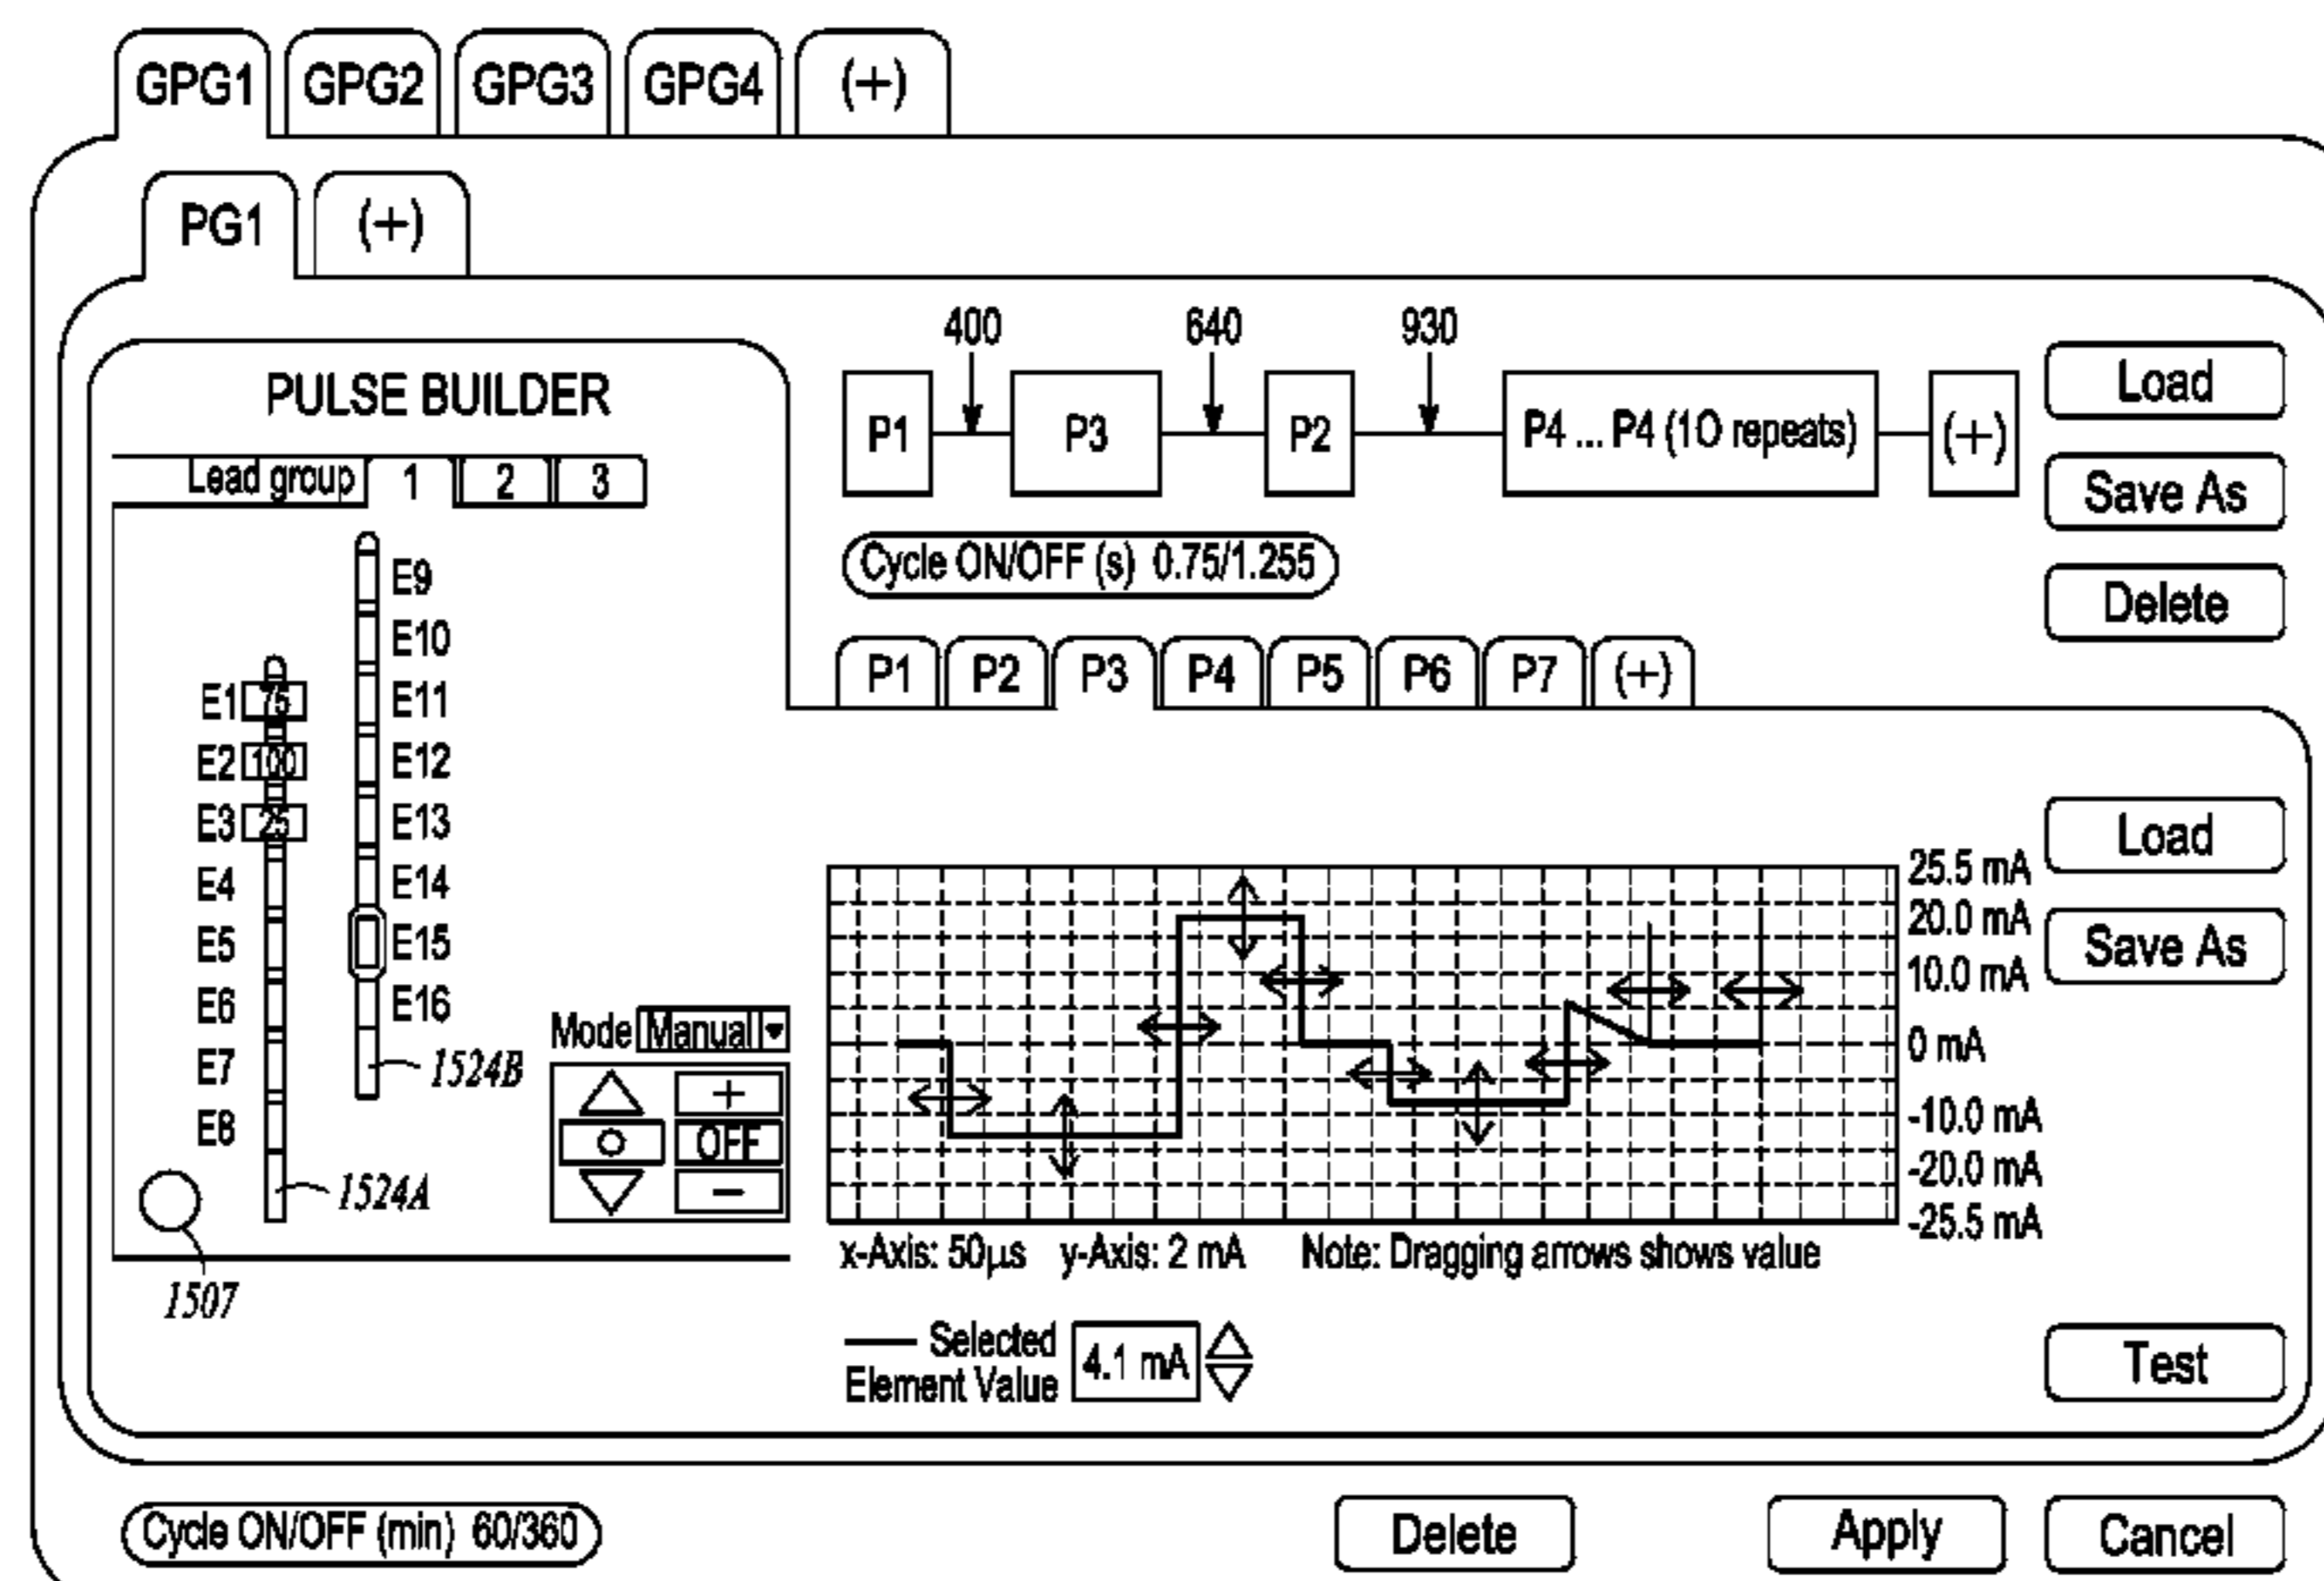 GPG1 GPG2 GPG3 GPG4 (+)
PG1 (+)
PULSE BUILDER
Lead group 1 2 3
E9
E10
E11
E12
E13
E14
E15
E16
E1 75
E2 100
E3 25
E4
E5
E6
E7
E8
1524B
1524A
1507
Mode Manual
+
OFF
−
400 640 930
P1 P3 P2 P4 ... P4 (10 repeats) (+)
Cycle ON/OFF (s) 0.75/1.255
Load
Save As
Delete
P1 P2 P3 P4 P5 P6 P7 (+)
25.5 mA
20.0 mA
10.0 mA
0 mA
-10.0 mA
-20.0 mA
-25.5 mA
x-Axis: 50μs y-Axis: 2 mA Note: Dragging arrows shows value
Load
Save As
Selected
Element Value 4.1 mA
Test
Cycle ON/OFF (min) 60/360
Delete Apply Cancel